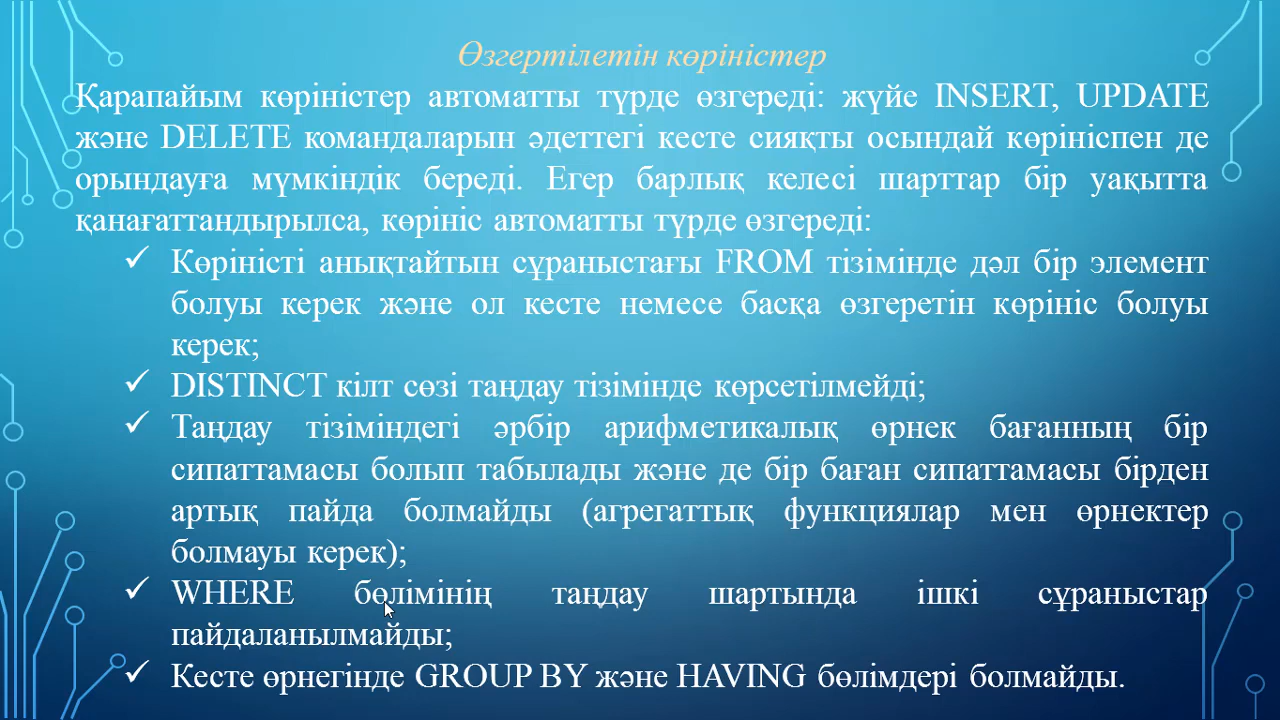 Өзгертілетін көріністер
Қарапайым көріністер автоматты түрде өзгереді: жүйе INSERT, UPDATE
және DELETE командаларын әдеттегі кесте сияқты осындай көрініспен де
орындауға мүмкіндік береді. Егер барлық келесі шарттар бір уақытта
қанағаттандырылса, көрініс автоматты түрде өзгереді:
✓ Көріністі анықтайтын сұраныстағы FROM тізімінде дәл бір элемент
болуы керек және ол кесте немесе басқа өзгеретін көрініс болуы
керек;
✓ DISTINCT кілт сөзі таңдау тізімінде көрсетілмейді;
✓ Таңдау тізіміндегі әрбір арифметикалық өрнек бағанның бір
сипаттамасы болып табылады және де бір баған сипаттамасы бірден
артық пайда болмайды (агрегаттық функциялар мен өрнектер
болмауы керек);
✓ WHERE бөлімінің таңдау шартында ішкі сұраныстар
пайдаланылмайды;
✓ Кесте өрнегінде GROUP BY және HAVING бөлімдері болмайды.